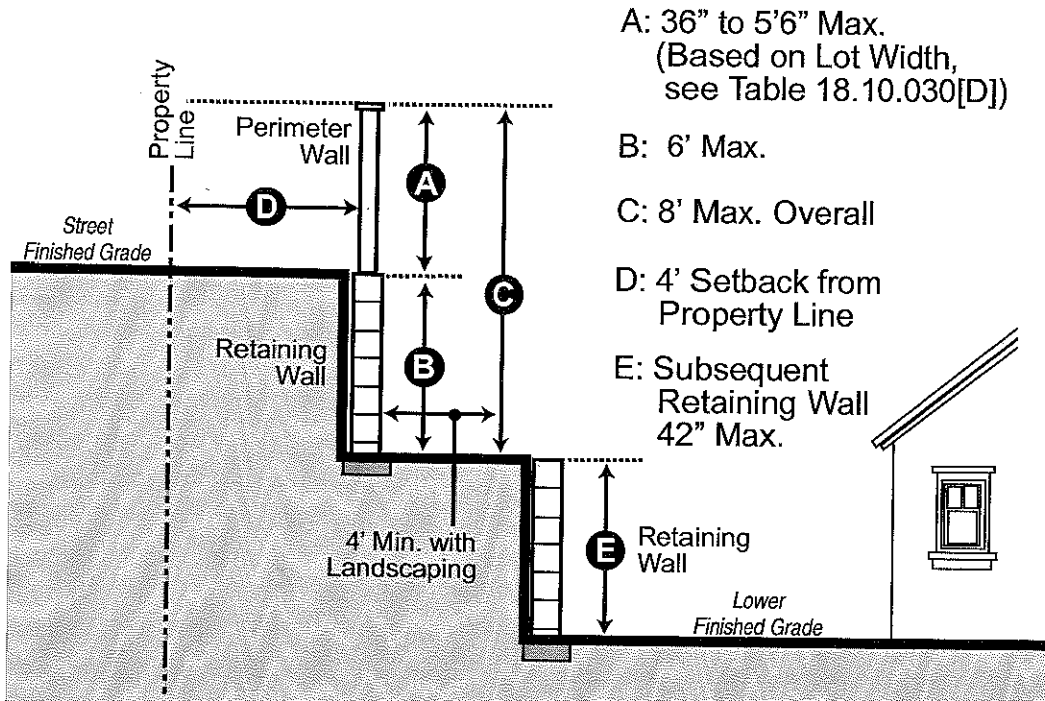 A: 36” to 5’6” Max.
(Based on Lot Width,
see Table 18.10.030[D])
B: 6’ Max.
C: 8’ Max. Overall
D: 4’ Setback from
Property Line
E: Subsequent
Retaining Wall
42” Max.
Property
Line
Perimeter
Wall
A
D
Street
Finished Grade
C
Retaining
Wall
B
4’ Min. with
Landscaping
E
Retaining
Wall
Lower
Finished Grade